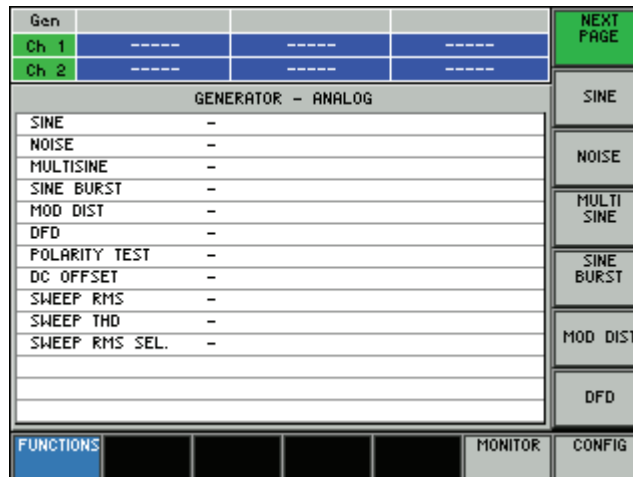 Gen
Ch 1 ----- ----- -----
Ch 2 ----- ----- -----
GENERATOR - ANALOG
SINE -
NOISE -
MULTISINE -
SINE BURST -
MOD DIST -
DFD -
POLARITY TEST -
DC OFFSET -
SWEEP RMS -
SWEEP THD -
SWEEP RMS SEL. -
NEXT
PAGE
SINE
NOISE
MULTI
SINE
SINE
BURST
MOD DIST
DFD
FUNCTIONS
MONITOR
CONFIG